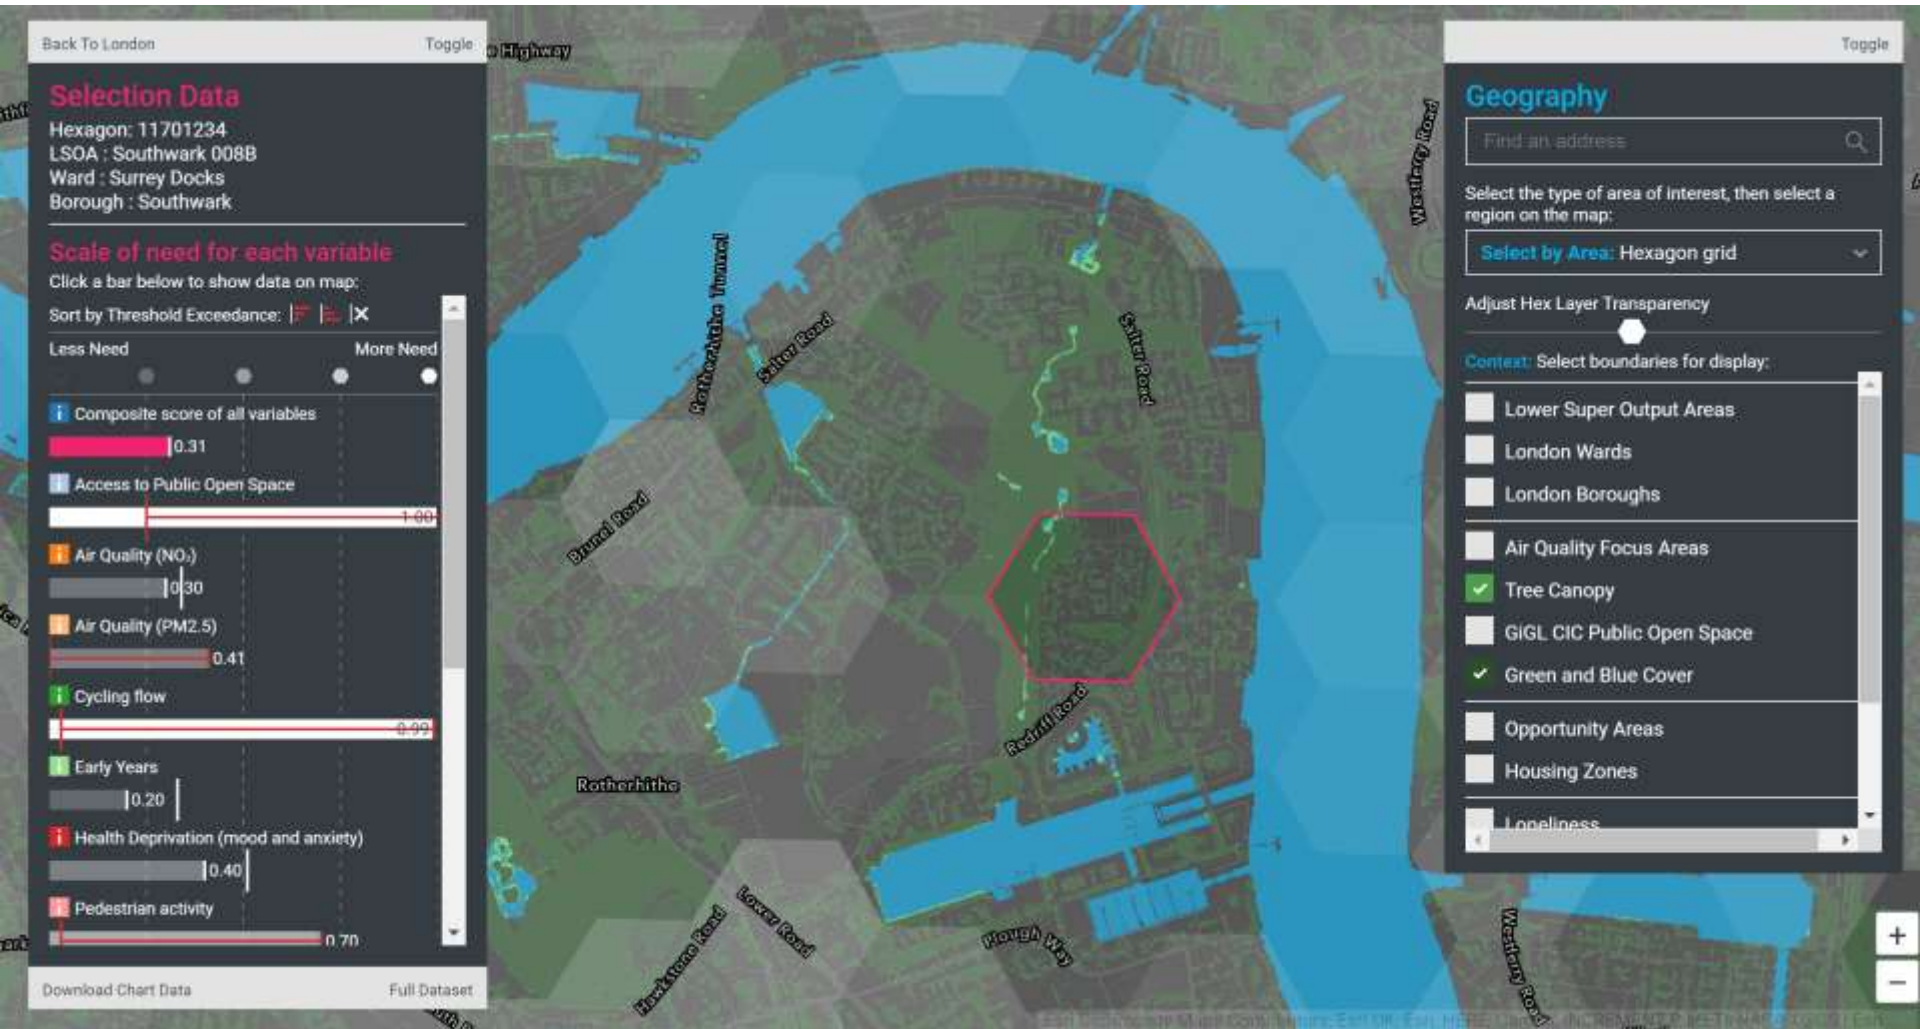 Back To London
Toggle
Selection Data
Hexagon: 11701234
LSOA : Southwark 008B
Ward : Surrey Docks
Borough : Southwark
Scale of need for each variable
Click a bar below to show data on map:
Sort by Threshold Exceedance:
Less Need
More Need
Composite score of all variables
0.31
Access to Public Open Space
1.00
Air Quality (NO₂)
0.30
Air Quality (PM2.5)
0.41
Cycling flow
0.99
Early Years
0.20
Health Deprivation (mood and anxiety)
0.40
Pedestrian activity
0.70
Download Chart Data
Full Dataset
Highway
Rotherhithe Tunnel
Salter Road
Salter Road
Brunel Road
Redriff Road
Rotherhithe
Lower Road
Hawkstone Road
Plough Way
Westferry Road
Westferry Road
Toggle
Geography
Find an address
Select the type of area of interest, then select a
region on the map:
Select by Area: Hexagon grid
Adjust Hex Layer Transparency
Context: Select boundaries for display:
Lower Super Output Areas
London Wards
London Boroughs
Air Quality Focus Areas
Tree Canopy
GiGL CIC Public Open Space
Green and Blue Cover
Opportunity Areas
Housing Zones
Loneliness
+
−